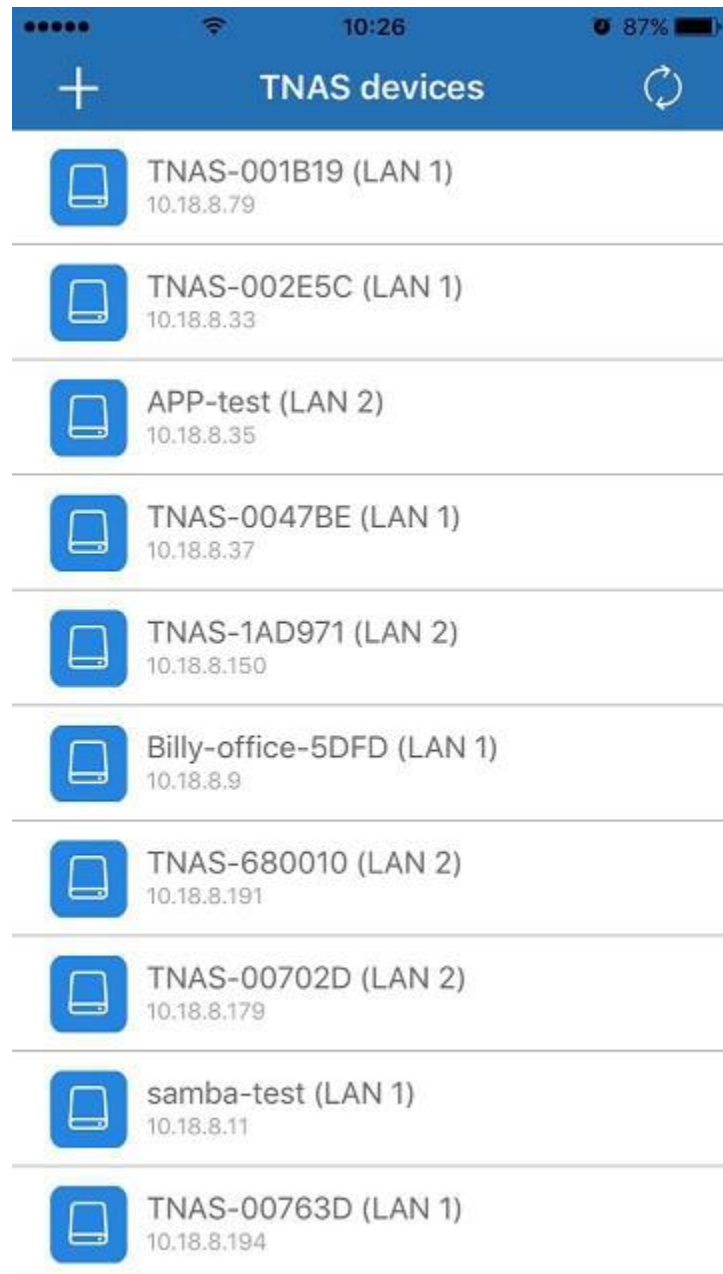 10:26
87%
TNAS devices
TNAS-001B19 (LAN 1)
10.18.8.79
TNAS-002E5C (LAN 1)
10.18.8.33
APP-test (LAN 2)
10.18.8.35
TNAS-0047BE (LAN 1)
10.18.8.37
TNAS-1AD971 (LAN 2)
10.18.8.150
Billy-office-5DFD (LAN 1)
10.18.8.9
TNAS-680010 (LAN 2)
10.18.8.191
TNAS-00702D (LAN 2)
10.18.8.179
samba-test (LAN 1)
10.18.8.11
TNAS-00763D (LAN 1)
10.18.8.194